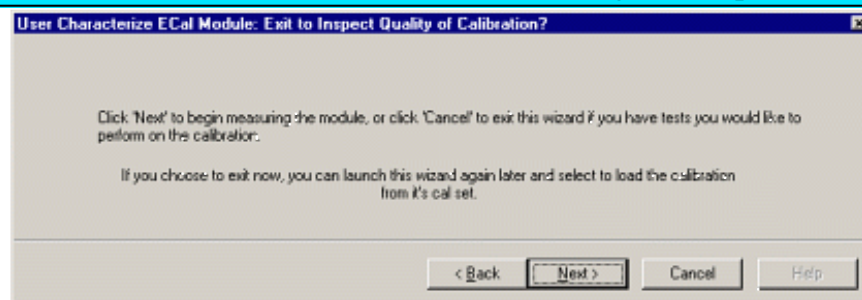 User Characterize ECal Module: Exit to Inspect Quality of Calibration?
Click 'Next' to begin measuring the module, or click 'Cancel' to exit this wizard if you have tests you would like to
perform on the calibration.
If you choose to exit now, you can launch this wizard again later and select to load the calibration
from it's cal set.
< Back Next > Cancel Help